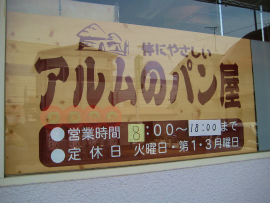 体にやさしい
アルムのパン屋
●営業時間 8:00～18:00まで
●定休日 火曜日・第1・3月曜日